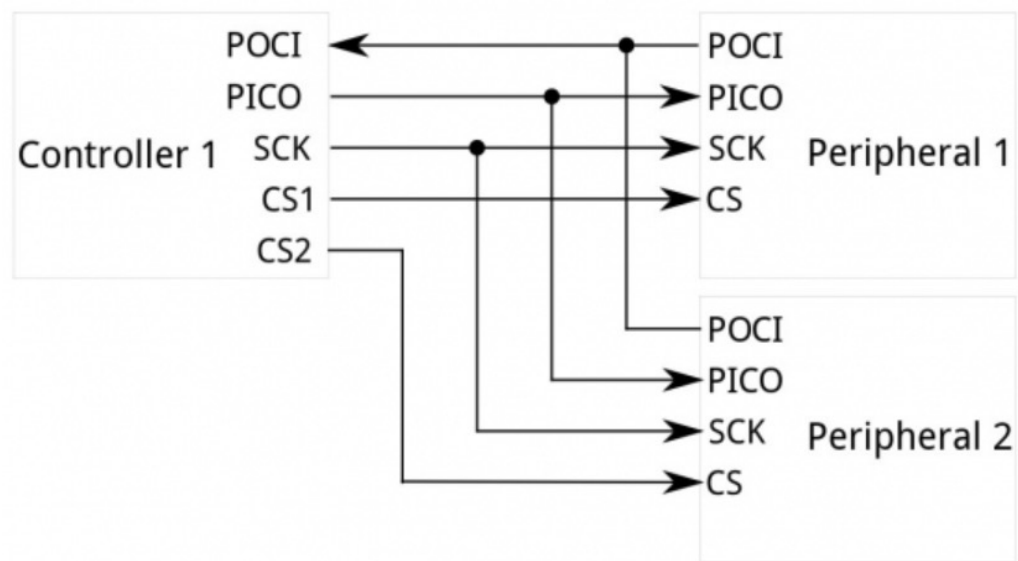 POCI
PICO
SCK
CS1
CS2
Controller 1
POCI
PICO
SCK
CS
Peripheral 1
POCI
PICO
SCK
CS
Peripheral 2